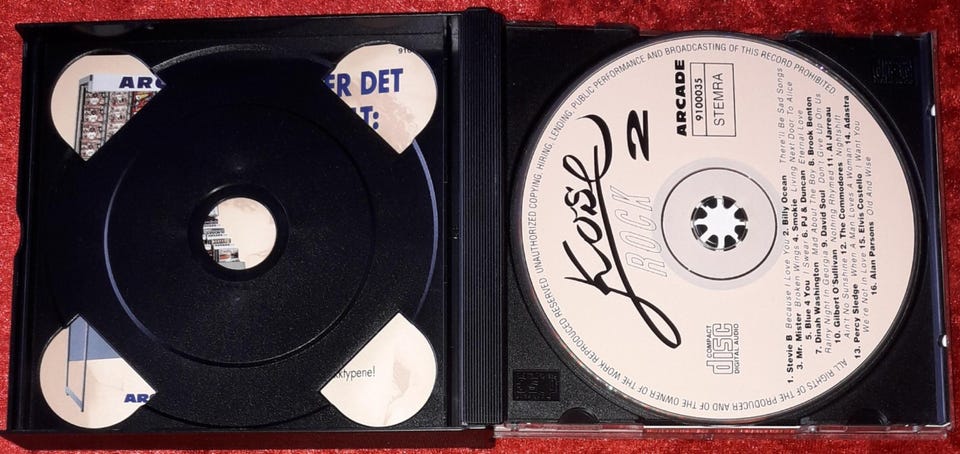 910
ARC
ER DET
T:
AR
ktypene!
UNAUTHORIZED COPYING, HIRING, LENDING, PUBLIC PERFORMANCE AND BROADCASTING OF THIS RECORD PROHIBITED
ALL RIGHTS OF THE PRODUCER AND OF THE OWNER OF THE WORK REPRODUCED RESERVED
Kose
ROCK
2
ARCADE
9100035
STEMRA
COMPACT
disc
DIGITAL AUDIO
1. Stevie B Because I Love You 2. Billy Ocean There'll Be Sad Songs
3. Mr. Mister Broken Wings 4. Smokie Living Next Door To Alice
5. Blue 4 You I Swear 6. PJ & Duncan Eternal Love
7. Dinah Washington Mad About The Boy 8. Brook Benton
Rainy Night In Georgia 9. David Soul Don't Give Up On Us
10. Gilbert O'Sullivan Nothing Rhymed 11. Al Jarreau
Ain't No Sunshine 12. The Commodores Nightshift
13. Percy Sledge When A Man Loves A Woman 14. Adastra
We're Not In Love 15. Elvis Costello I Want You
16. Alan Parsons Old And Wise